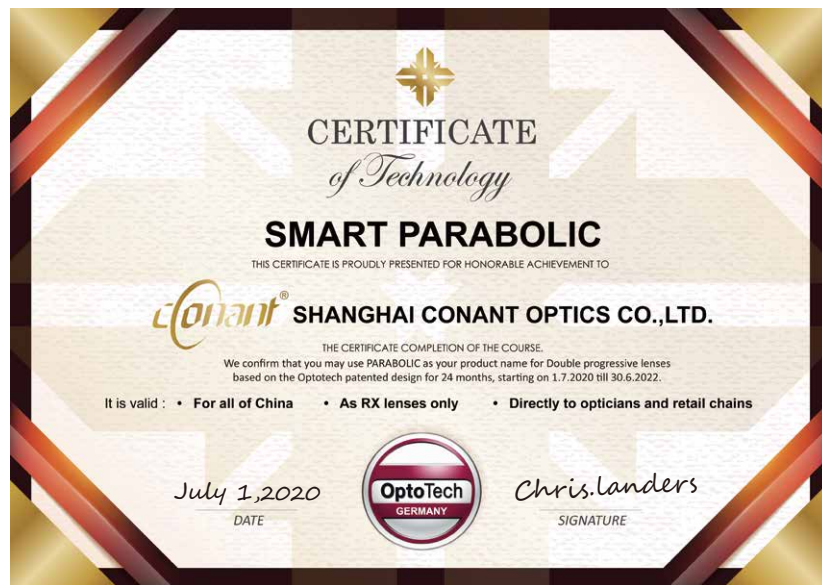 CERTIFICATE
of Technology
SMART PARABOLIC
THIS CERTIFICATE IS PROUDLY PRESENTED FOR HONORABLE ACHIEVEMENT TO
conant® SHANGHAI CONANT OPTICS CO.,LTD.
THE CERTIFICATE COMPLETION OF THE COURSE.
We confirm that you may use PARABOLIC as your product name for Double progressive lenses
based on the Optotech patented design for 24 months, starting on 1.7.2020 till 30.6.2022.
It is valid : • For all of China • As RX lenses only • Directly to opticians and retail chains
July 1,2020
DATE
OptoTech
GERMANY
Chris.landers
SIGNATURE